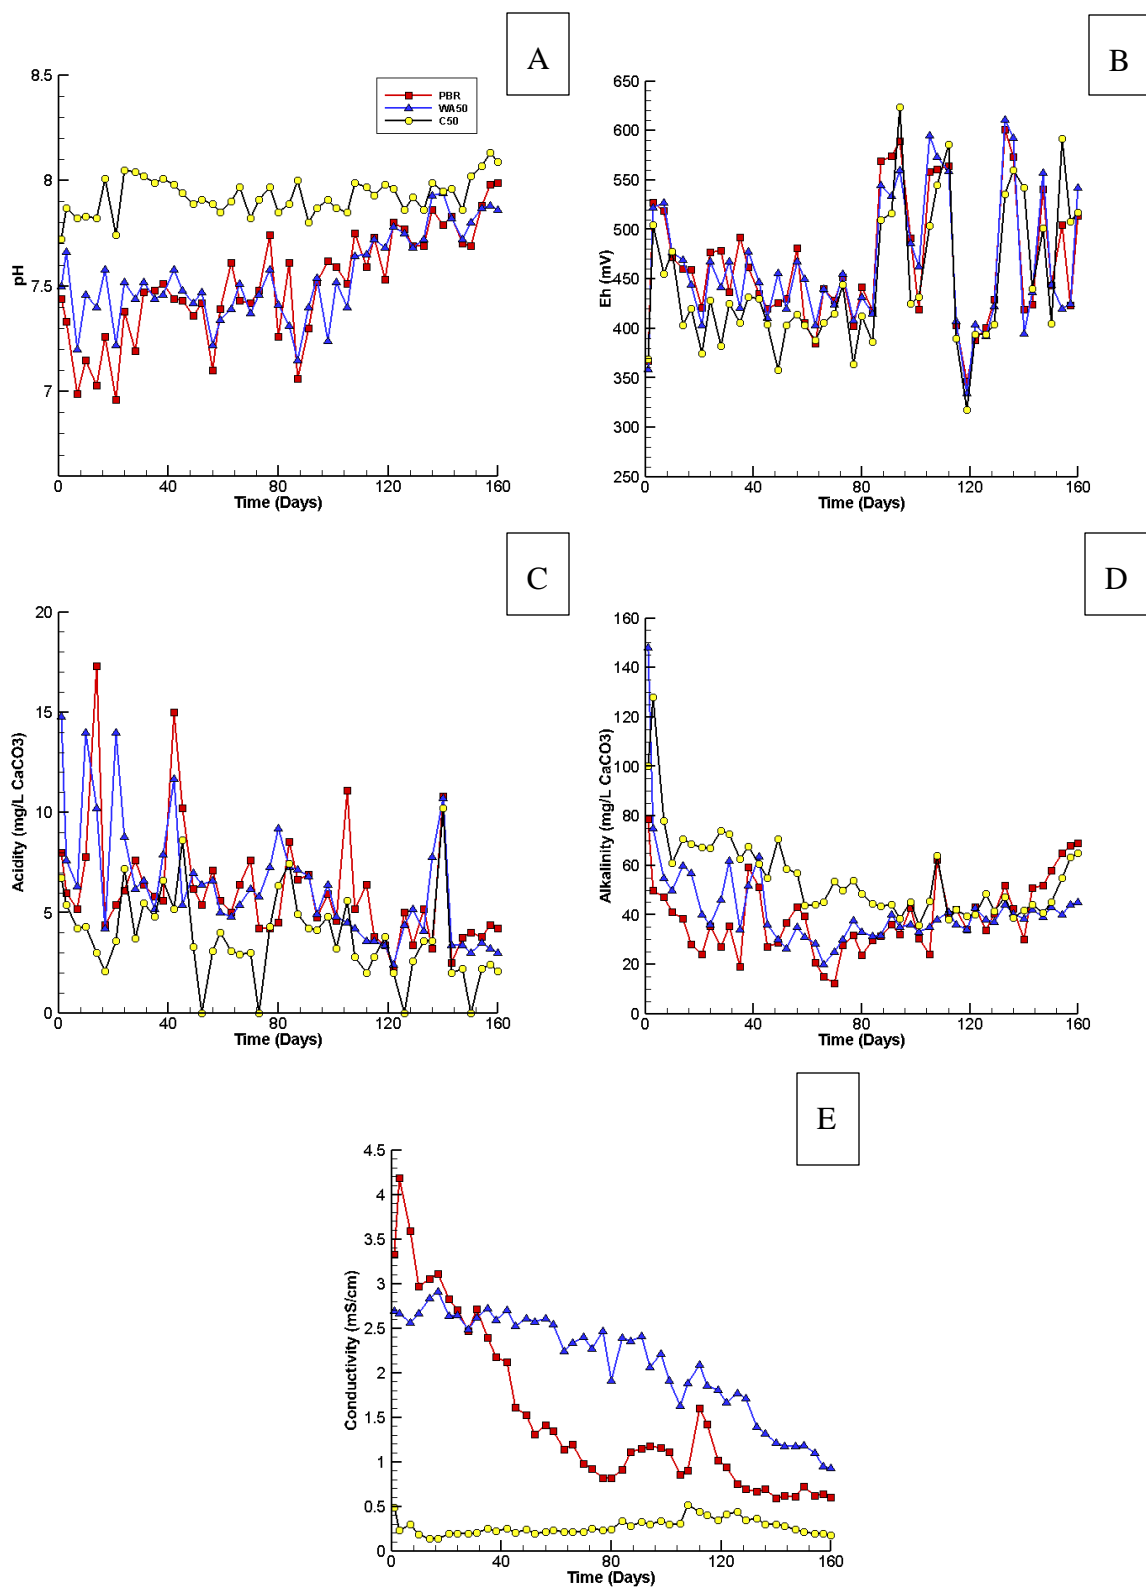 A
8.5
8
7.5
7
pH
PBR
WA50
C50
0 40 80 120 160
Time (Days)
B
650
600
550
500
450
400
350
300
250
Eh (mV)
0 40 80 120 160
Time (Days)
C
20
15
10
5
0
Acidity (mg/L CaCO3)
0 40 80 120 160
Time (Days)
D
160
140
120
100
80
60
40
20
0
Alkalinity (mg/L CaCO3)
0 40 80 120 160
Time (Days)
E
4.5
4
3.5
3
2.5
2
1.5
1
0.5
0
Conductivity (mS/cm)
0 40 80 120 160
Time (Days)